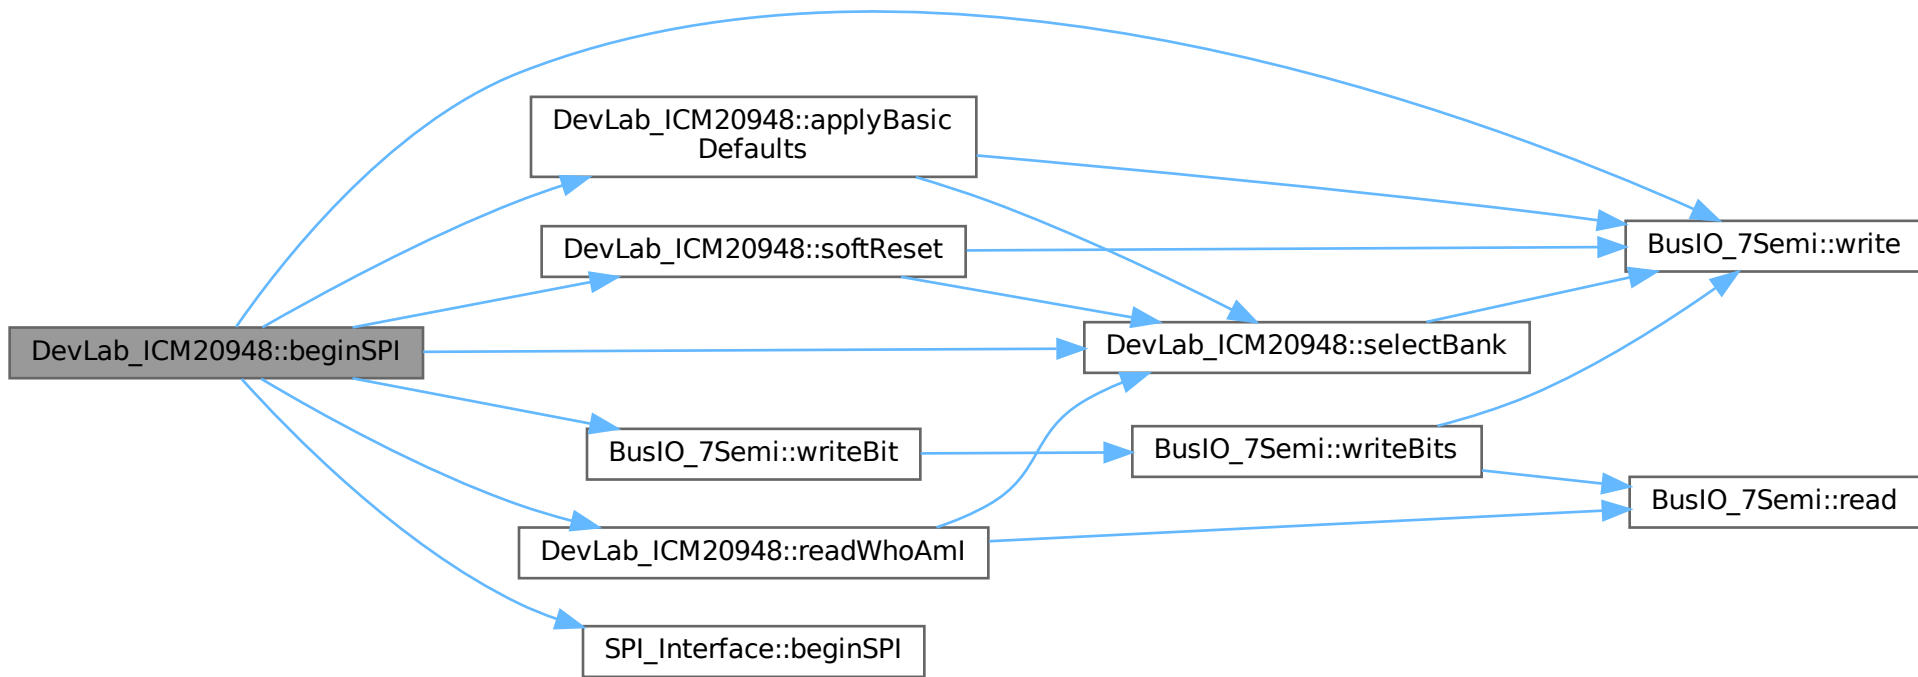 DevLab_ICM20948::beginSPI
DevLab_ICM20948::applyBasic
Defaults
DevLab_ICM20948::softReset
DevLab_ICM20948::selectBank
BusIO_7Semi::writeBit
BusIO_7Semi::writeBits
DevLab_ICM20948::readWhoAmI
SPI_Interface::beginSPI
BusIO_7Semi::write
BusIO_7Semi::read